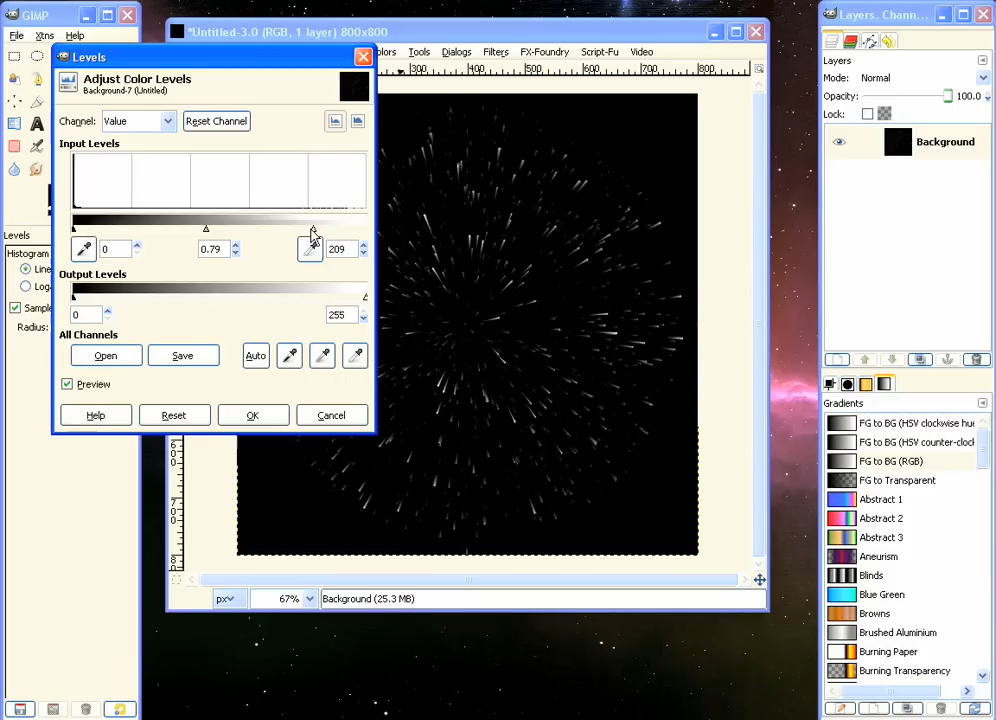 GIMP
File Xtns Help
Levels
Histogram
Sample
Radius:
Levels
Adjust Color Levels
Background-7 (Untitled)
Channel: Value Reset Channel
Input Levels
0 0.79 209
Output Levels
0 255
All Channels
Open Save Auto
Preview
Help Reset OK Cancel
*Untitled-3.0 (RGB, 1 layer) 800x800
Tools Dialogs Filters FX-Foundry Script-Fu Video
300 400 500 600 700 800
px 67% Background (25.3 MB)
Layers, Chann...
Layers
Mode: Normal
Opacity: 100.0
Lock:
Background
Gradients
FG to BG (HSV clockwise hue
FG to BG (HSV counter-clock
FG to BG (RGB)
FG to Transparent
Abstract 1
Abstract 2
Abstract 3
Aneurism
Blinds
Blue Green
Browns
Brushed Aluminium
Burning Paper
Burning Transparency